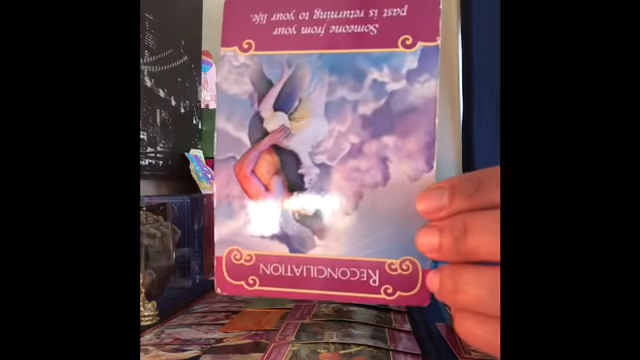 RECONCILIATION
Someone from your
past is returning to your life.